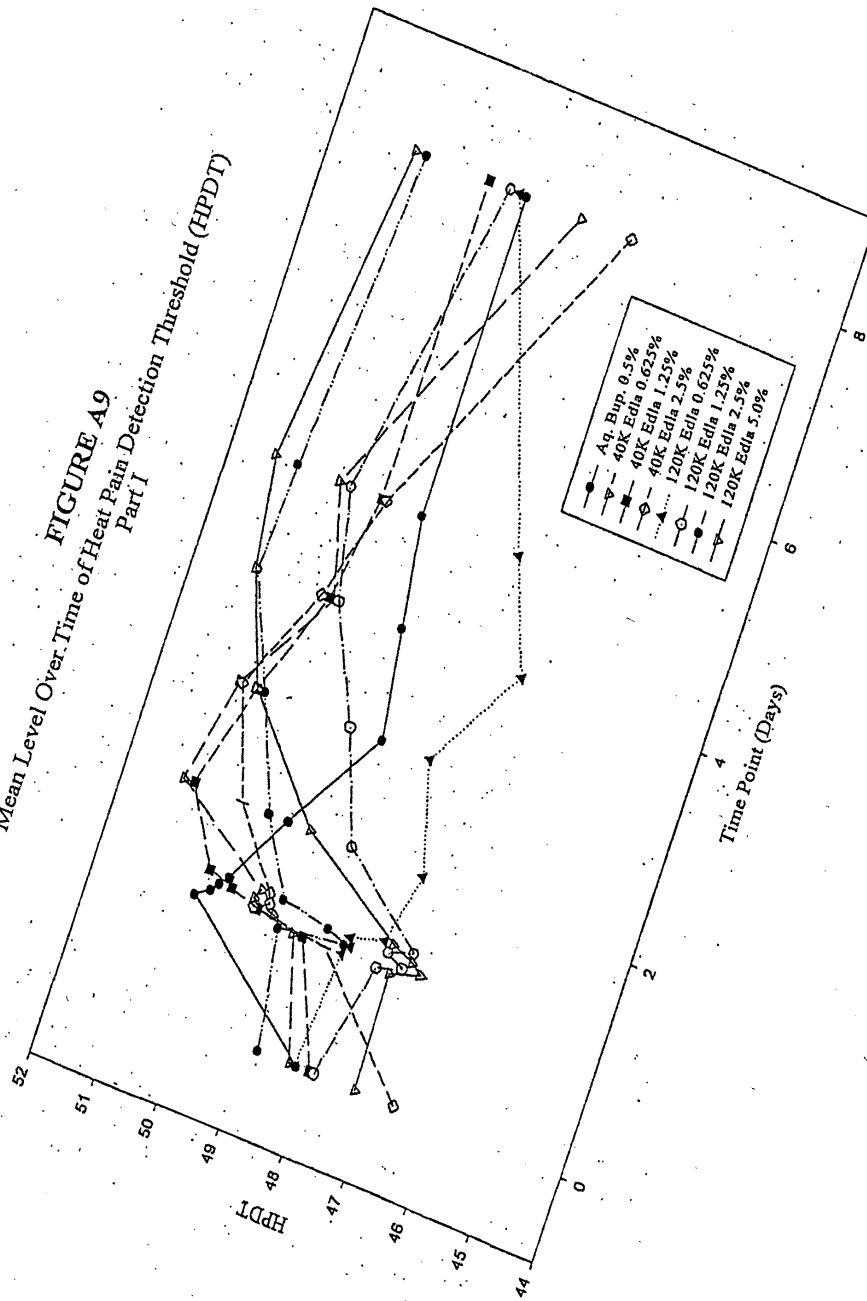 FIGURE A9
Mean Level Over Time of Heat Pain Detection Threshold (HPDT)
Part I
52
51
50
49
48
47
46
45
44
HPDT
0
2
4
6
8
Time Point (Days)
Aq. Bup. 0.5%
40K Edla 0.625%
40K Edla 1.25%
40K Edla 2.5%
120K Edla 0.625%
120K Edla 1.25%
120K Edla 2.5%
120K Edla 5.0%